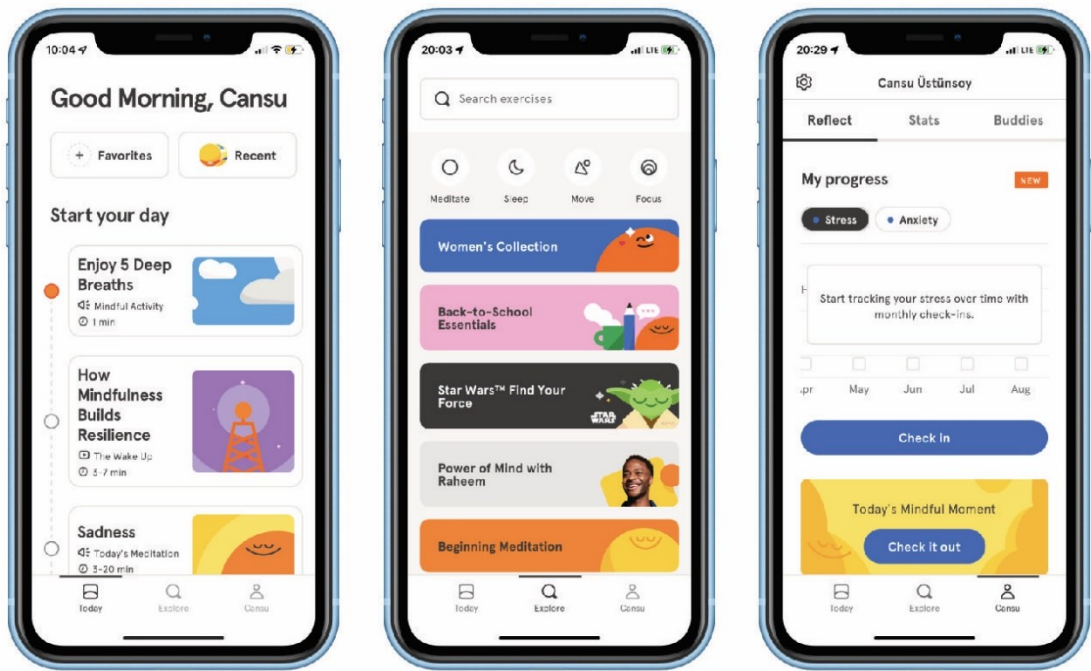 10:04
Good Morning, Cansu
+ Favorites
Recent
Start your day
Enjoy 5 Deep
Breaths
Mindful Activity
1 min
How
Mindfulness
Builds
Resilience
The Wake Up
3-7 min
Sadness
Today's Meditation
3-20 min
Today
Explore
Cansu
20:03
LTE
Search exercises
Meditate
Sleep
Move
Focus
Women's Collection
Back-to-School
Essentials
Star Wars™ Find Your
Force
STAR
WARS
Power of Mind with
Raheem
Beginning Meditation
Today
Explore
Cansu
20:29
LTE
Cansu Üstünsoy
Reflect
Stats
Buddies
My progress
NEW
Stress
Anxiety
H
Start tracking your stress over time with
monthly check-ins.
pr
May
Jun
Jul
Aug
Check in
Today's Mindful Moment
Check it out
Today
Explore
Cansu